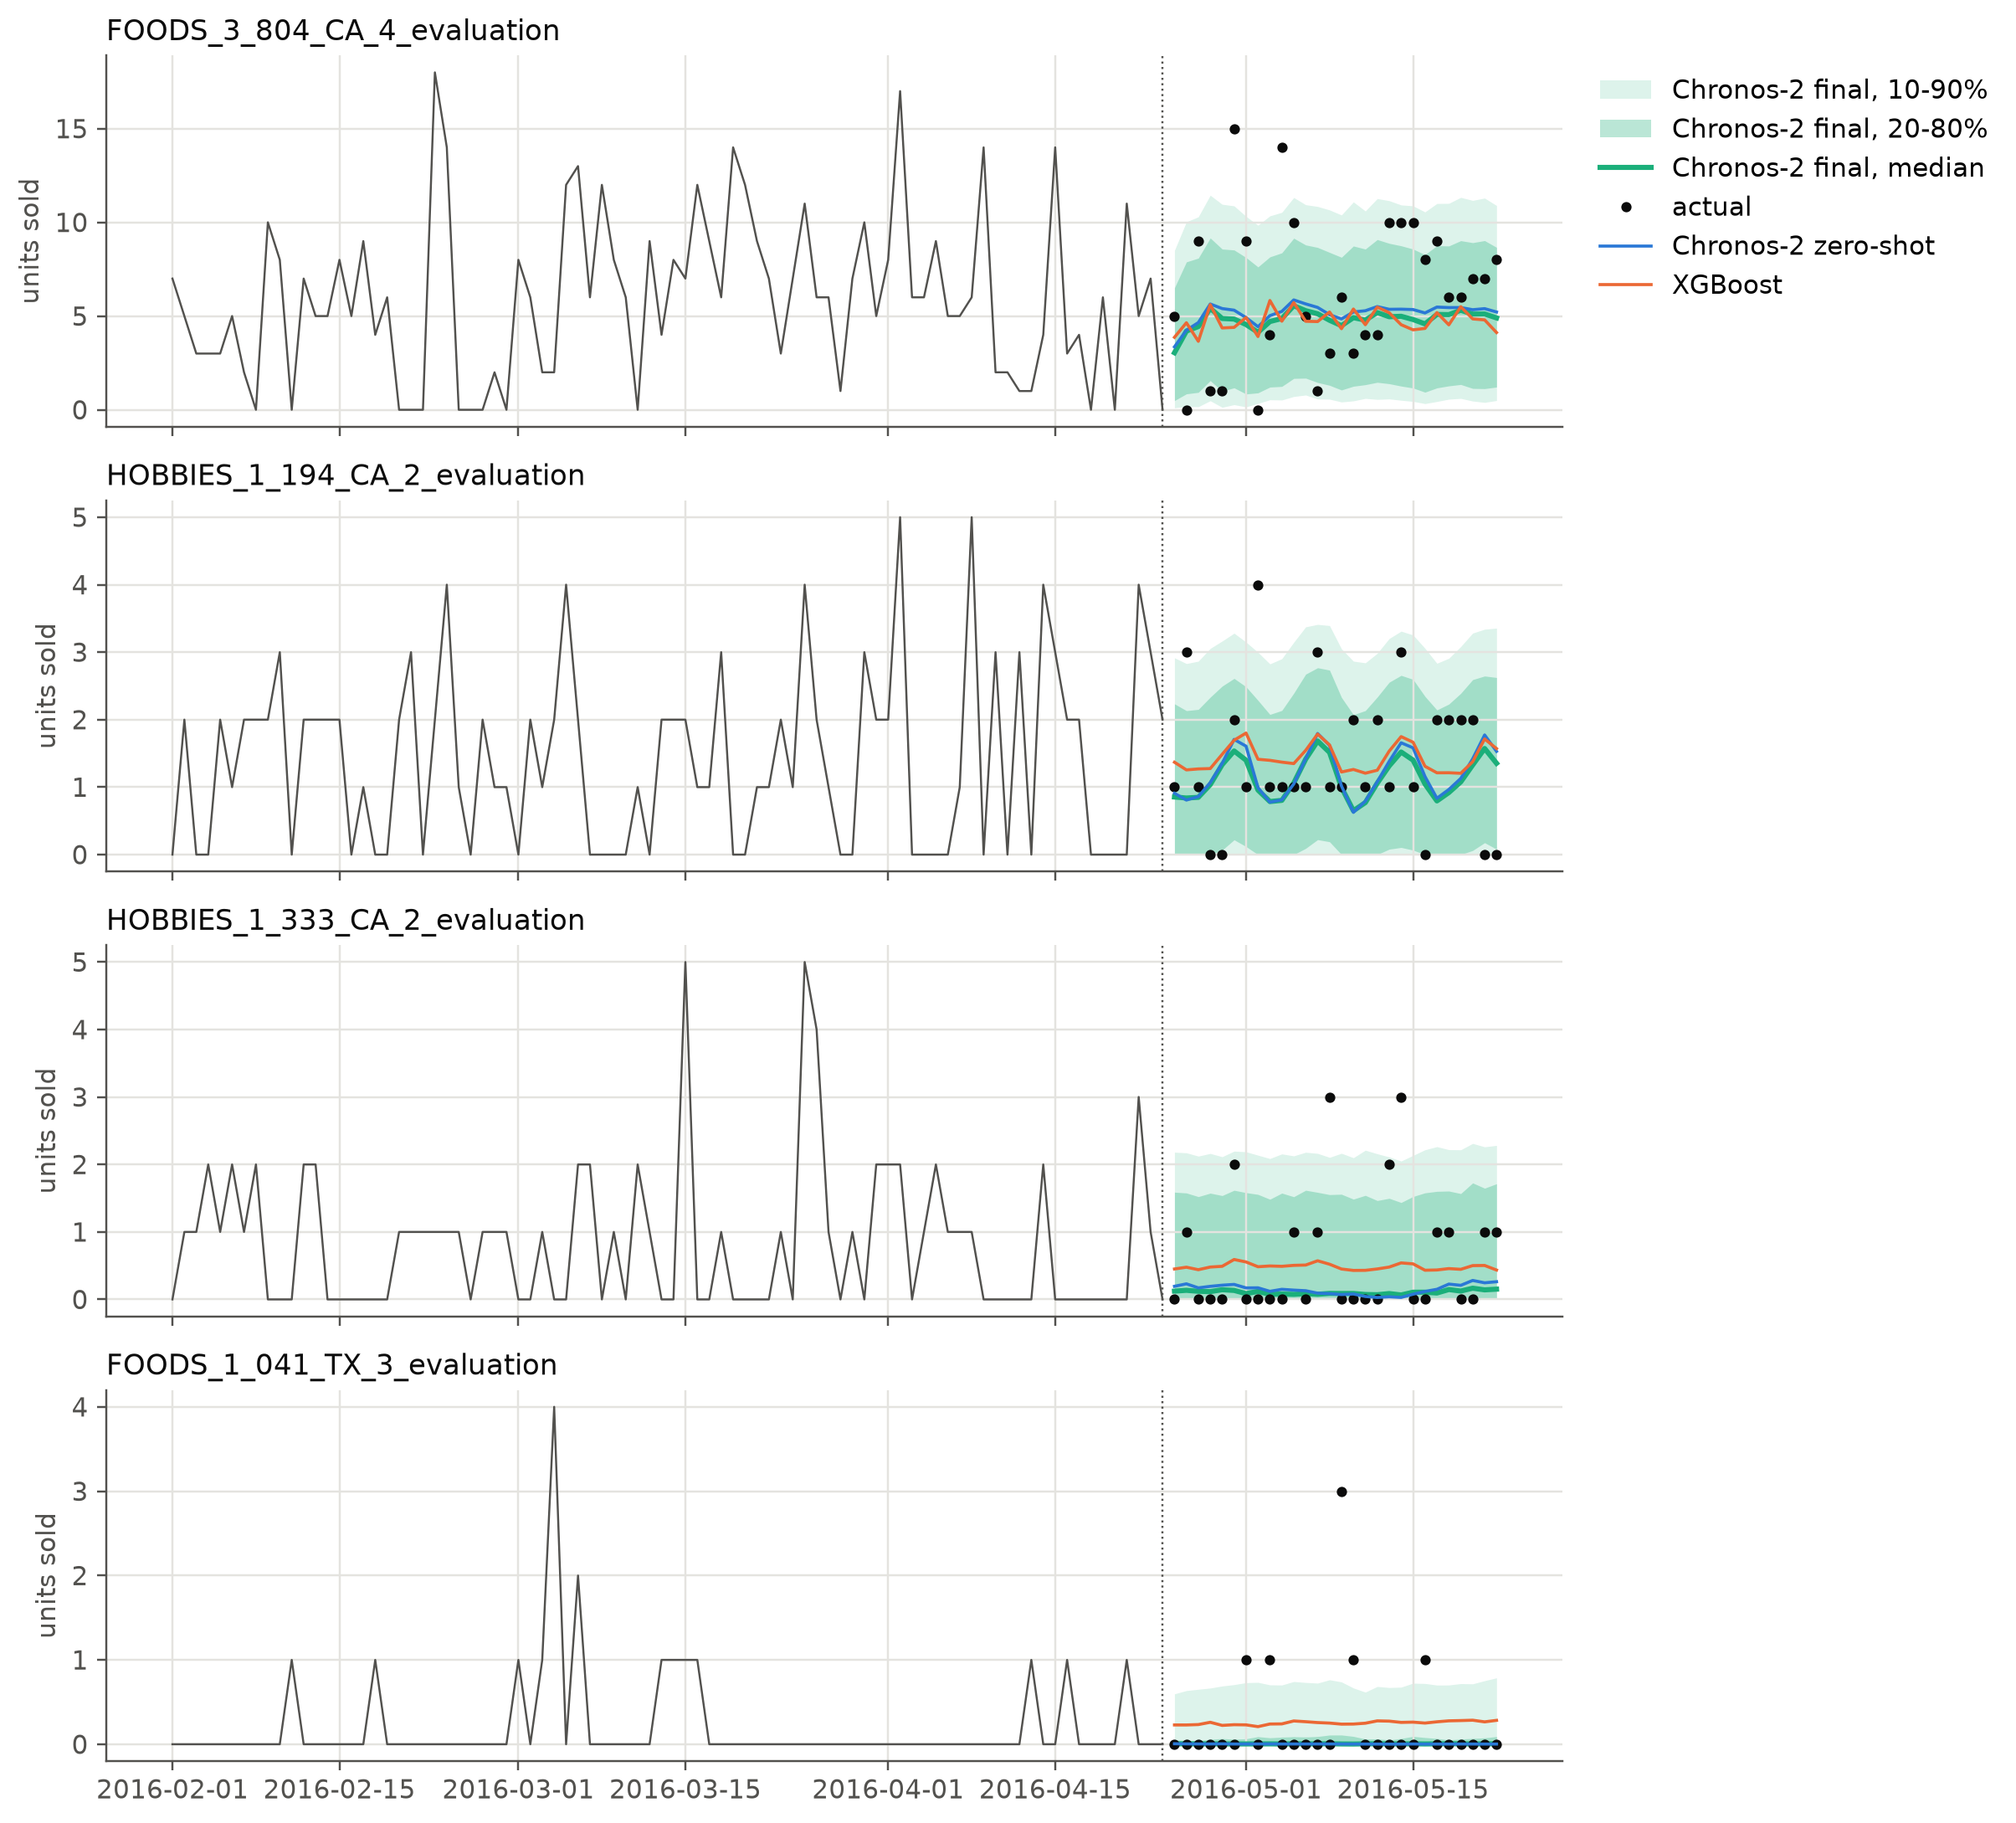 FOODS_3_804_CA_4_evaluation
units sold
15
10
5
0
Chronos-2 final, 10-90%
Chronos-2 final, 20-80%
Chronos-2 final, median
actual
Chronos-2 zero-shot
XGBoost
HOBBIES_1_194_CA_2_evaluation
units sold
5
4
3
2
1
0
HOBBIES_1_333_CA_2_evaluation
units sold
5
4
3
2
1
0
FOODS_1_041_TX_3_evaluation
units sold
4
3
2
1
0
2016-02-01 2016-02-15 2016-03-01 2016-03-15 2016-04-01 2016-04-15 2016-05-01 2016-05-15